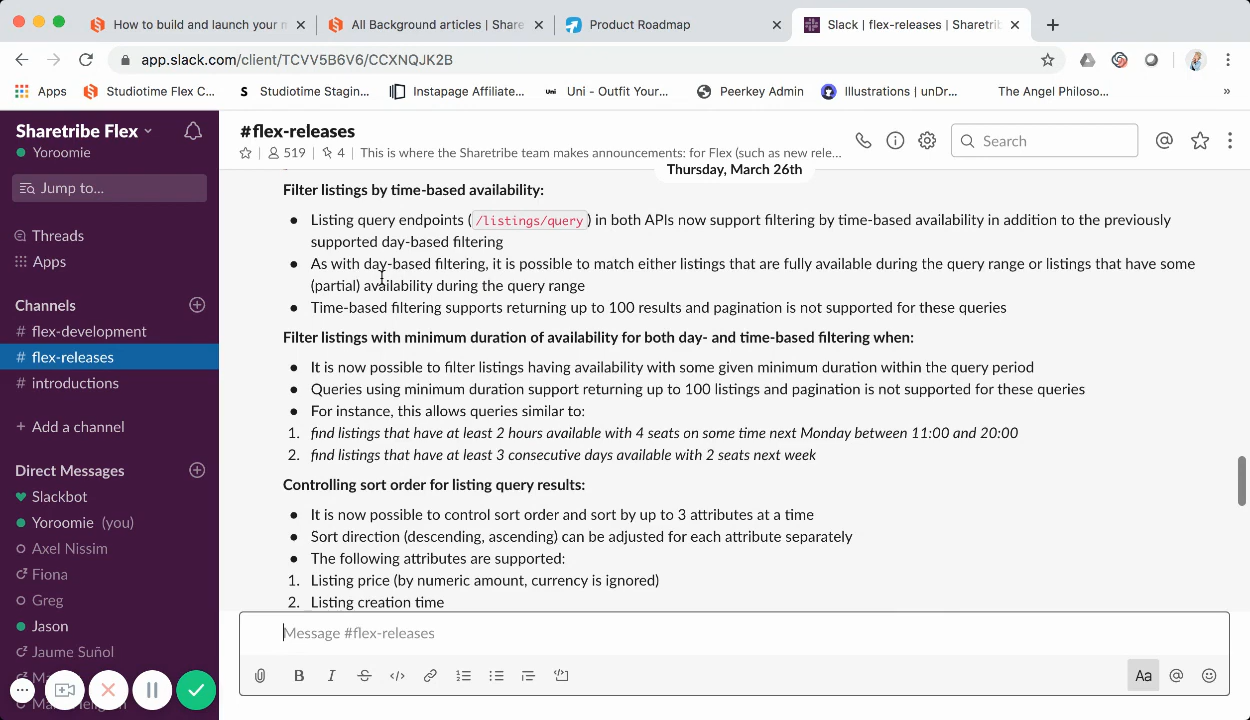 How to build and launch your n
All Background articles | Share
Product Roadmap
Slack | flex-releases | Sharetrib
app.slack.com/client/TCVV5B6V6/CCXNQJK2B
Apps
Studiotime Flex C...
S Studiotime Stagin...
Instapage Affiliate...
Uni Uni - Outfit Your...
Peerkey Admin
Illustrations | unDr...
The Angel Philoso...
»
Sharetribe Flex
Yoroomie
Jump to...
Threads
Apps
Channels
# flex-development
# flex-releases
# introductions
+ Add a channel
Direct Messages
Slackbot
Yoroomie (you)
Axel Nissim
Fiona
Greg
Jason
Jaume Suñol
#flex-releases
519
4
This is where the Sharetribe team makes announcements: for Flex (such as new rele...
Search
Thursday, March 26th
Filter listings by time-based availability:
● Listing query endpoints ( /listings/query ) in both APIs now support filtering by time-based availability in addition to the previously
supported day-based filtering
● As with day-based filtering, it is possible to match either listings that are fully available during the query range or listings that have some
(partial) availability during the query range
● Time-based filtering supports returning up to 100 results and pagination is not supported for these queries
Filter listings with minimum duration of availability for both day- and time-based filtering when:
● It is now possible to filter listings having availability with some given minimum duration within the query period
● Queries using minimum duration support returning up to 100 listings and pagination is not supported for these queries
● For instance, this allows queries similar to:
1. find listings that have at least 2 hours available with 4 seats on some time next Monday between 11:00 and 20:00
2. find listings that have at least 3 consecutive days available with 2 seats next week
Controlling sort order for listing query results:
● It is now possible to control sort order and sort by up to 3 attributes at a time
● Sort direction (descending, ascending) can be adjusted for each attribute separately
● The following attributes are supported:
1. Listing price (by numeric amount, currency is ignored)
2. Listing creation time
Message #flex-releases
B I S Aa @